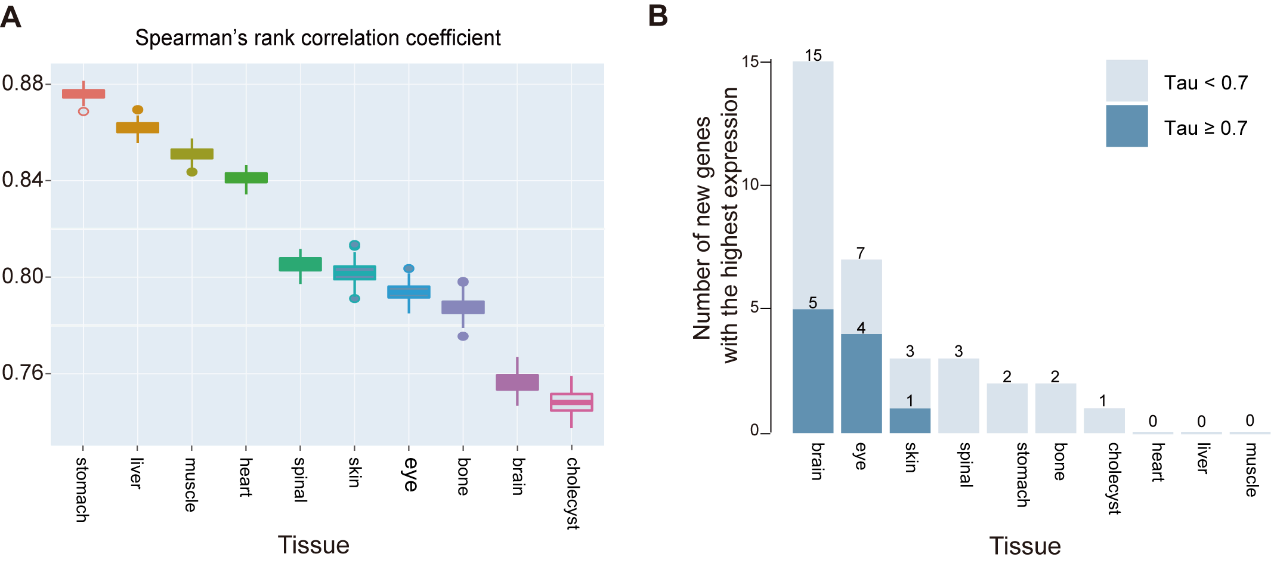 A
Spearman's rank correlation coefficient
0.88
0.84
0.80
0.76
stomach
liver
muscle
heart
spinal
skin
eye
bone
brain
cholecyst
Tissue
B
Number of new genes
with the highest expression
15
10
5
0
15
5
7
4
3
1
3
2
2
1
0
0
0
Tau < 0.7
Tau ≥ 0.7
brain
eye
skin
spinal
stomach
bone
cholecyst
heart
liver
muscle
Tissue